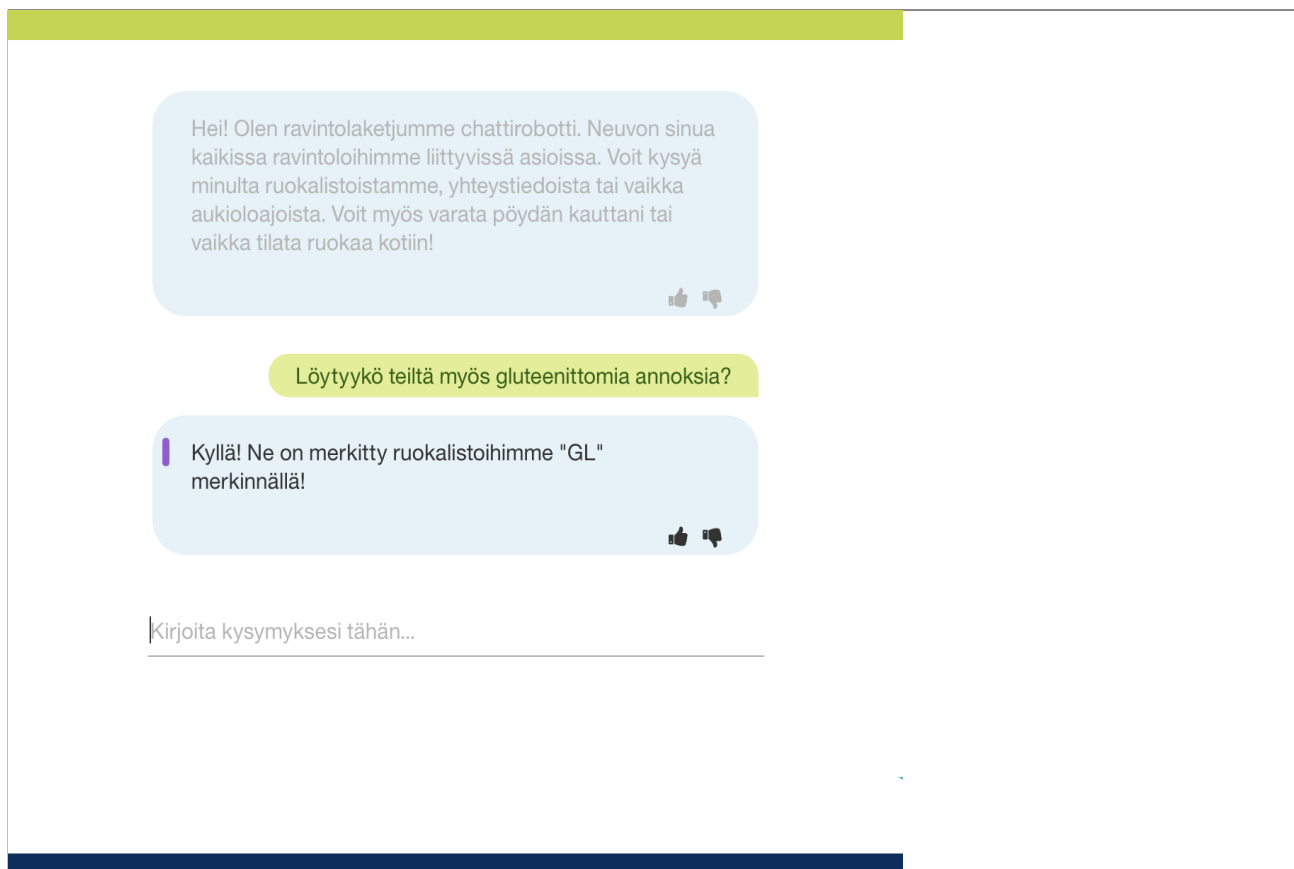 Hei! Olen ravintolaketjumme chattirobotti. Neuvon sinua
kaikissa ravintoloihimme liittyvissä asioissa. Voit kysyä
minulta ruokalistoistamme, yhteystiedoista tai vaikka
aukioloajoista. Voit myös varata pöydän kauttani tai
vaikka tilata ruokaa kotiin!
Löytyykö teiltä myös gluteenittomia annoksia?
Kyllä! Ne on merkitty ruokalistoihimme "GL"
merkinnällä!
Kirjoita kysymyksesi tähän...